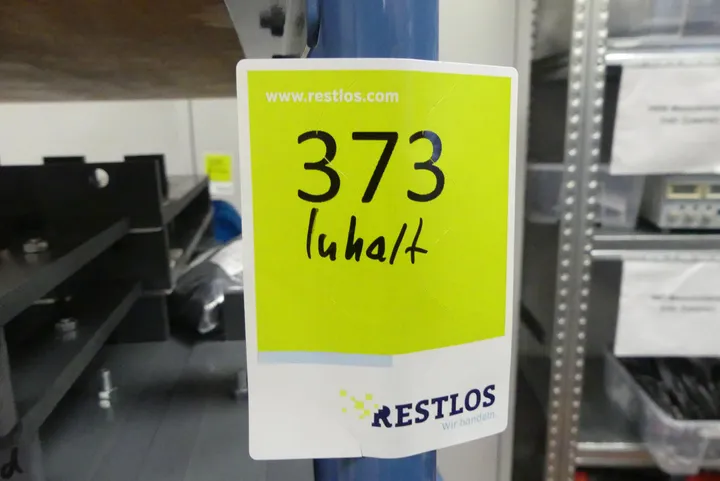 www.restlos.com
373
Inhalt
RESTLOS
Wir handeln.